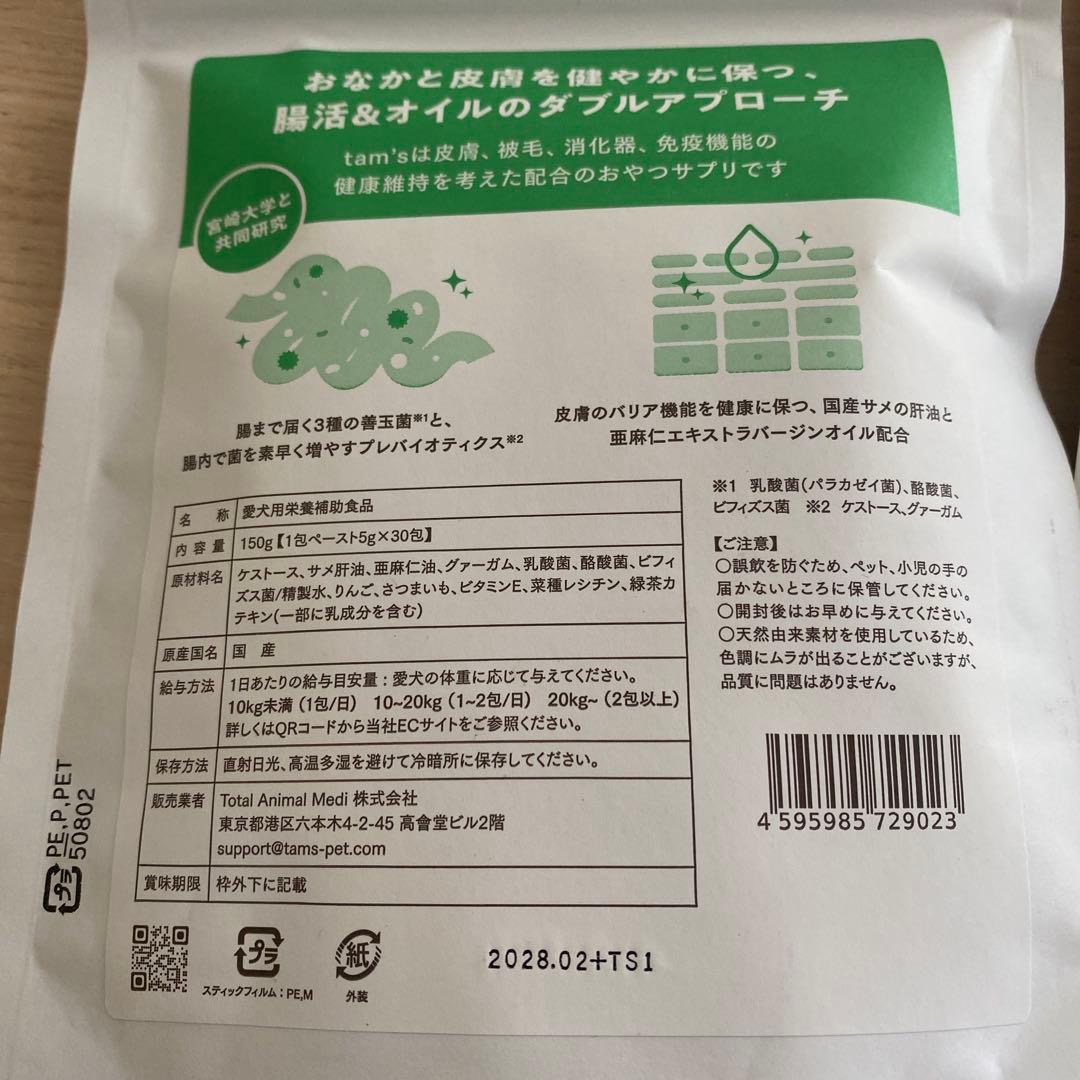 おなかと皮膚を健やかに保つ、
腸活&オイルのダブルアプローチ
tam'sは皮膚、被毛、消化器、免疫機能の
健康維持を考えた配合のおやつサプリです
宮崎大学と
共同研究
腸まで届く3種の善玉菌※1と、
腸内で菌を素早く増やすプレバイオティクス※2
皮膚のバリア機能を健康に保つ、国産サメの肝油と
亜麻仁エキストラバージンオイル配合
名 称 愛犬用栄養補助食品
内容量 150g【1包ペースト5g×30包】
原材料名 ケストース、サメ肝油、亜麻仁油、グァーガム、乳酸菌、酪酸菌、ビフィ
ズス菌/精製水、りんご、さつまいも、ビタミンE、菜種レシチン、緑茶カ
テキン(一部に乳成分を含む)
原産国名 国 産
給与方法 1日あたりの給与目安量：愛犬の体重に応じて与えてください。
10kg未満（1包/日） 10~20kg（1~2包/日） 20kg~（2包以上）
詳しくはQRコードから当社ECサイトをご参照ください。
保存方法 直射日光、高温多湿を避けて冷暗所に保存してください。
販売業者 Total Animal Medi 株式会社
東京都港区六本木4-2-45 高會堂ビル2階
support@tams-pet.com
賞味期限 枠外下に記載
※1 乳酸菌(パラカゼイ菌)、酪酸菌、
ビフィズス菌 ※2 ケストース、グァーガム
【ご注意】
○誤飲を防ぐため、ペット、小児の手の
届かないところに保管してください。
○開封後はお早めに与えてください。
○天然由来素材を使用しているため、
色調にムラが出ることがございますが、
品質に問題はありません。
4 595985 729023
プラ
PE,P,PET
50802
プラ
スティックフィルム：PE,M
紙
外装
2028.02+TS1